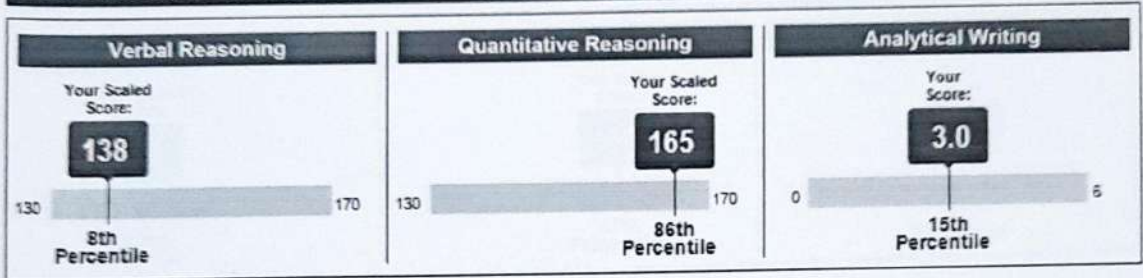 Verbal Reasoning
Your Scaled
Score:
138
130
170
8th
Percentile
Quantitative Reasoning
Your Scaled
Score:
165
130
170
86th
Percentile
Analytical Writing
Your
Score:
3.0
0
6
15th
Percentile